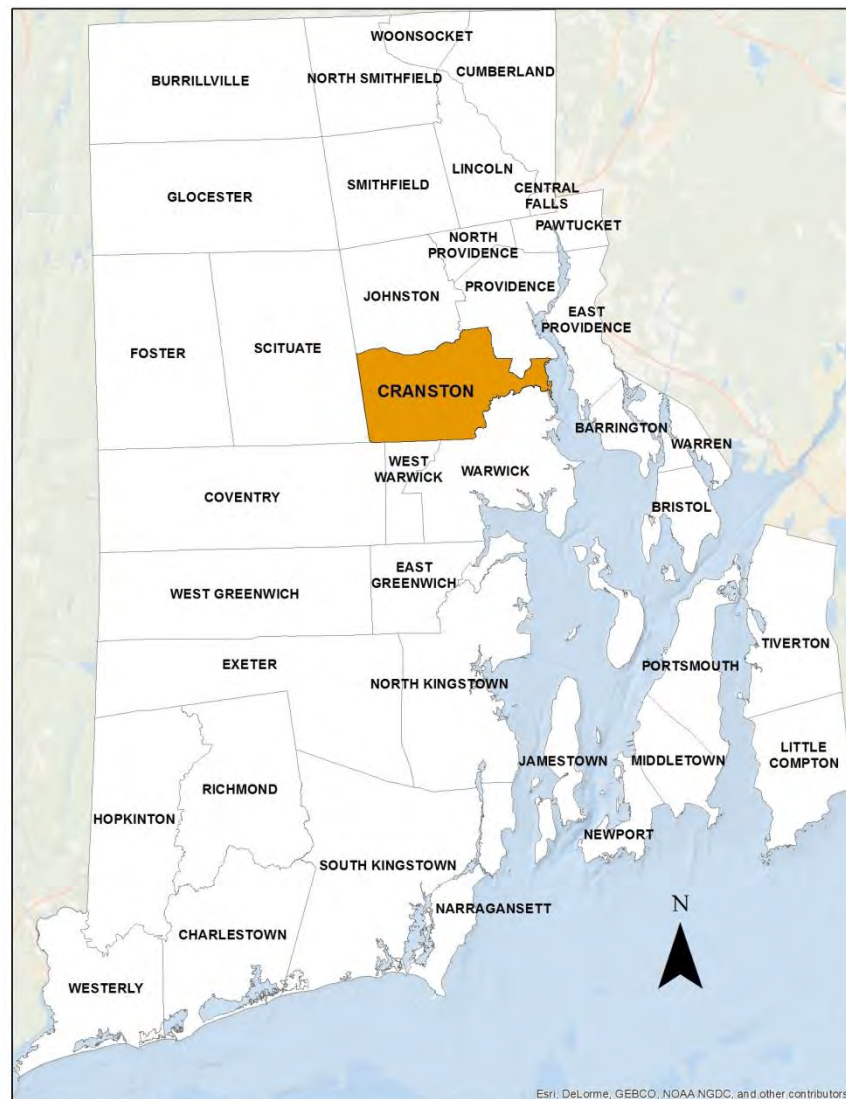 WOONSOCKET
BURRILLVILLE
NORTH SMITHFIELD
CUMBERLAND
GLOCESTER
SMITHFIELD
LINCOLN
CENTRAL
FALLS
PAWTUCKET
NORTH
PROVIDENCE
JOHNSTON
PROVIDENCE
EAST
PROVIDENCE
FOSTER
SCITUATE
CRANSTON
BARRINGTON
WARREN
WEST
WARWICK
WARWICK
COVENTRY
BRISTOL
EAST
GREENWICH
WEST GREENWICH
TIVERTON
EXETER
PORTSMOUTH
NORTH KINGSTOWN
LITTLE
COMPTON
JAMESTOWN
MIDDLETOWN
RICHMOND
HOPKINTON
NEWPORT
SOUTH KINGSTOWN
NARRAGANSETT
N
CHARLESTOWN
WESTERLY
Esri, DeLorme, GEBCO, NOAA NGDC, and other contributors